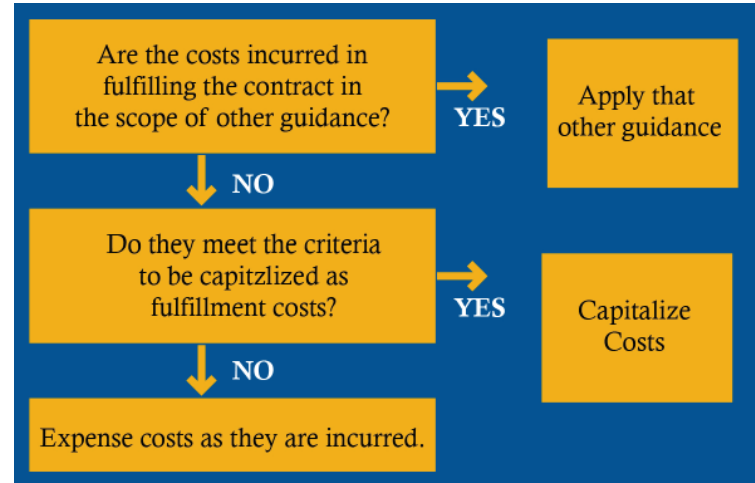 Are the costs incurred in
fulfilling the contract in
the scope of other guidance?
YES
Apply that
other guidance
NO
Do they meet the criteria
to be capitzlized as
fulfillment costs?
YES
Capitalize
Costs
NO
Expense costs as they are incurred.